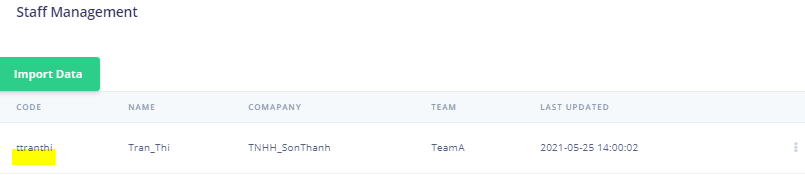 Staff Management
Import Data
CODE NAME COMAPANY TEAM LAST UPDATED
ttranthi Tran_Thi TNHH_SonThanh TeamA 2021-05-25 14:00:02